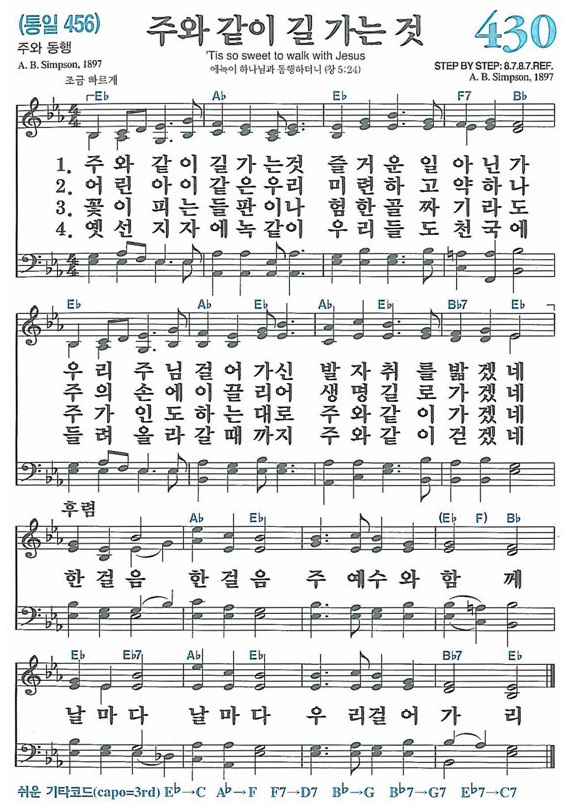 (통일 456)
주와 같이 길 가는 것
430
주와 동행
'Tis so sweet to walk with Jesus
STEP BY STEP: 8.7.8.7.REF.
A. B. Simpson, 1897
에녹이 하나님과 동행하더니 (창 5:24)
A. B. Simpson, 1897
조금 빠르게
E♭ A♭ E♭ F7 B♭
1. 주 와 같 이 길 가 는 것 즐 거 운 일 아 닌 가
2. 어 린 아 이 같 은 우 리 미 련 하 고 약 하 나
3. 꽃 이 피 는 들 판 이 나 험 한 골 짜 기 라 도
4. 옛 선 지 자 에 녹 같 이 우 리 들 도 천 국 에
E♭ A♭ E♭ A♭ E♭ B♭7 E♭
우 리 주 님 걸 어 가 신 발 자 취 를 밟 겠 네
주 의 손 에 이 끌 리 어 생 명 길 로 가 겠 네
주 가 인 도 하 는 대 로 주 와 같 이 가 겠 네
들 려 올 라 갈 때 까 지 주 와 같 이 걷 겠 네
후렴
A♭ E♭ (E♭ F) B♭
한 걸 음 한 걸 음 주 예 수 와 함 께
E♭ E♭7 A♭ E♭ B♭7 E♭
날 마 다 날 마 다 우 리 걸 어 가 리
쉬운 기타코드(capo=3rd) E♭→C A♭→F F7→D7 B♭→G B♭7→G7 E♭7→C7